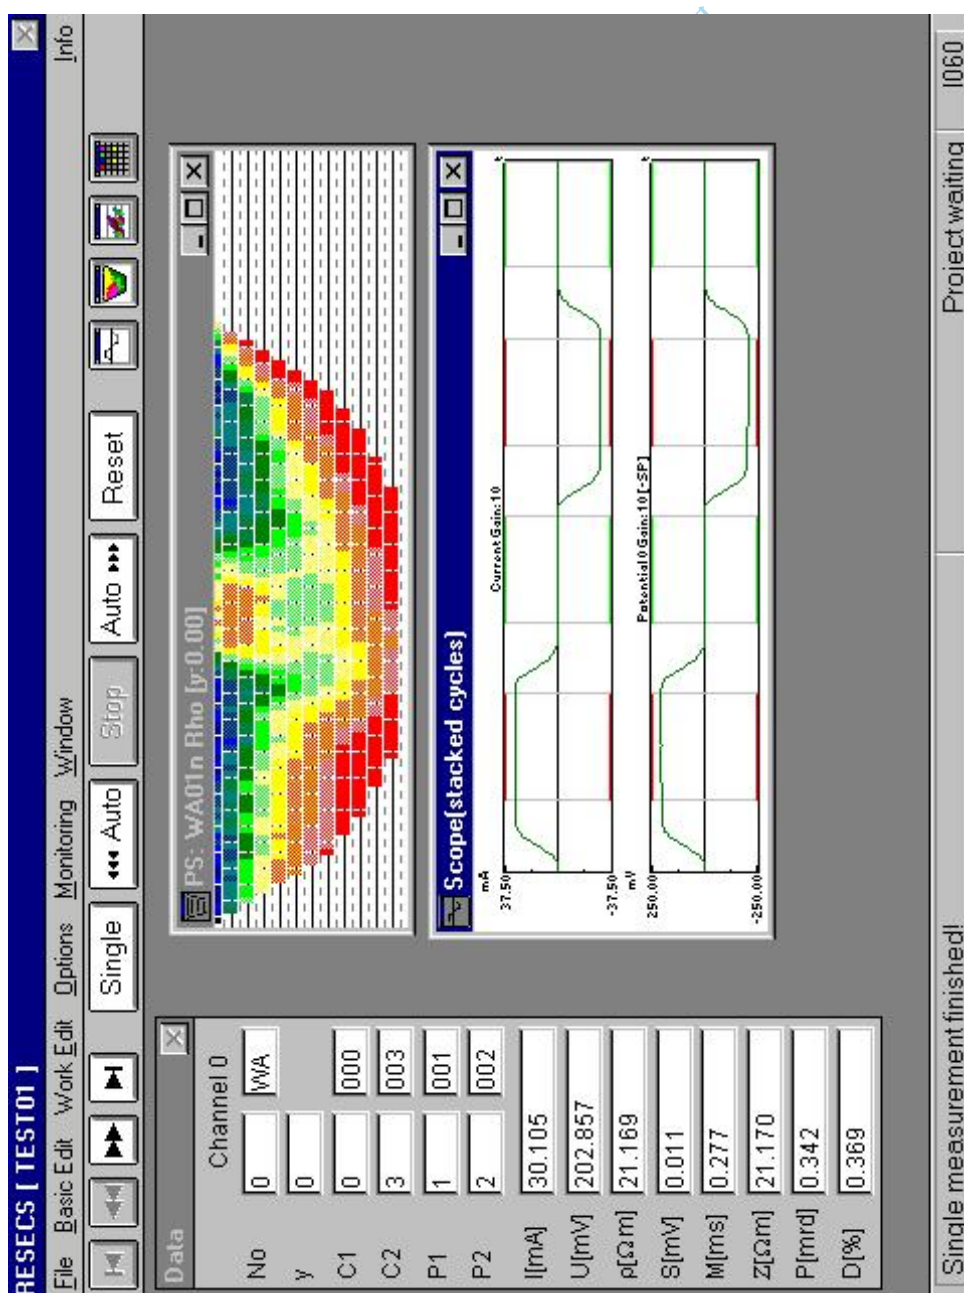 RESECS [ TEST01 ]
File Basic Edit Work Edit Options Monitoring Window Info
Single Auto Stop Auto Reset
Data
Channel 0
No 0 WA
y 0
C1 0 000
C2 3 003
P1 1 001
P2 2 002
I[mA] 30.105
U[mV] 202.857
ρ[Ωm] 21.169
S[mV] 0.011
M[ms] 0.277
Z[Ωm] 21.170
P[mrd] 0.342
D[%] 0.369
PS: WA01n Rho [y:0.00]
Scope(stacked cycles)
mA
37.50
Current Gain:10
-37.50
mV
250.00
Potential 0 Gain:10 [-SP]
-250.00
Single measurement finished! Project waiting I060